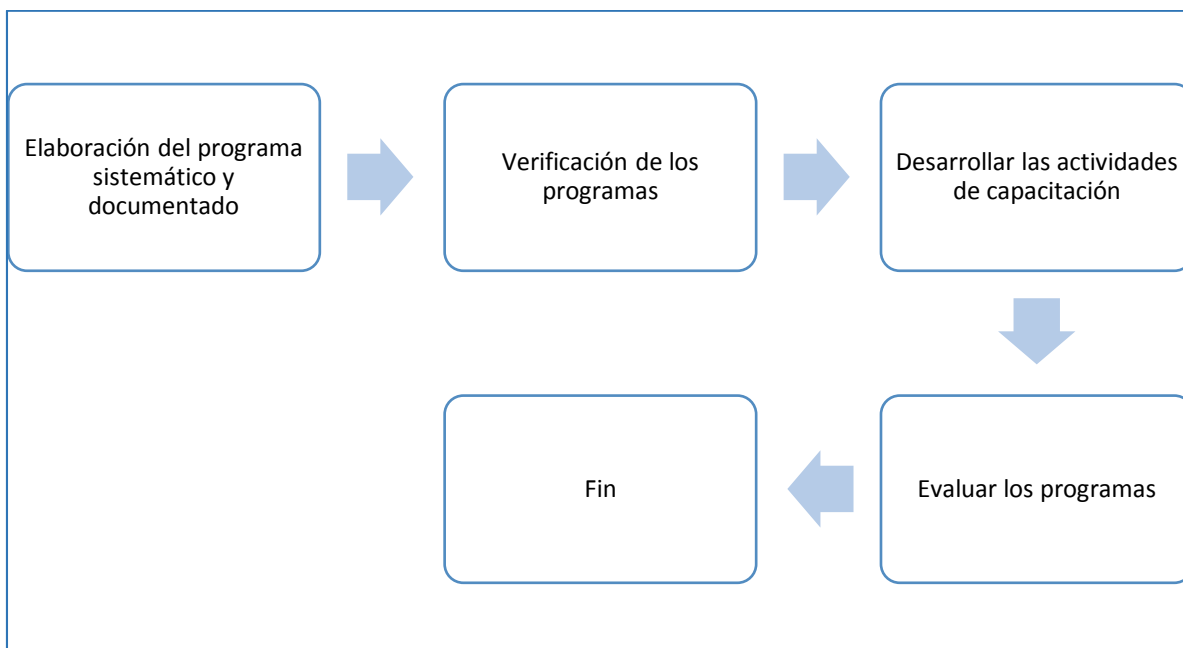 Elaboración del programa
sistemático y
documentado
Verificación de los
programas
Desarrollar las actividades
de capacitación
Evaluar los programas
Fin